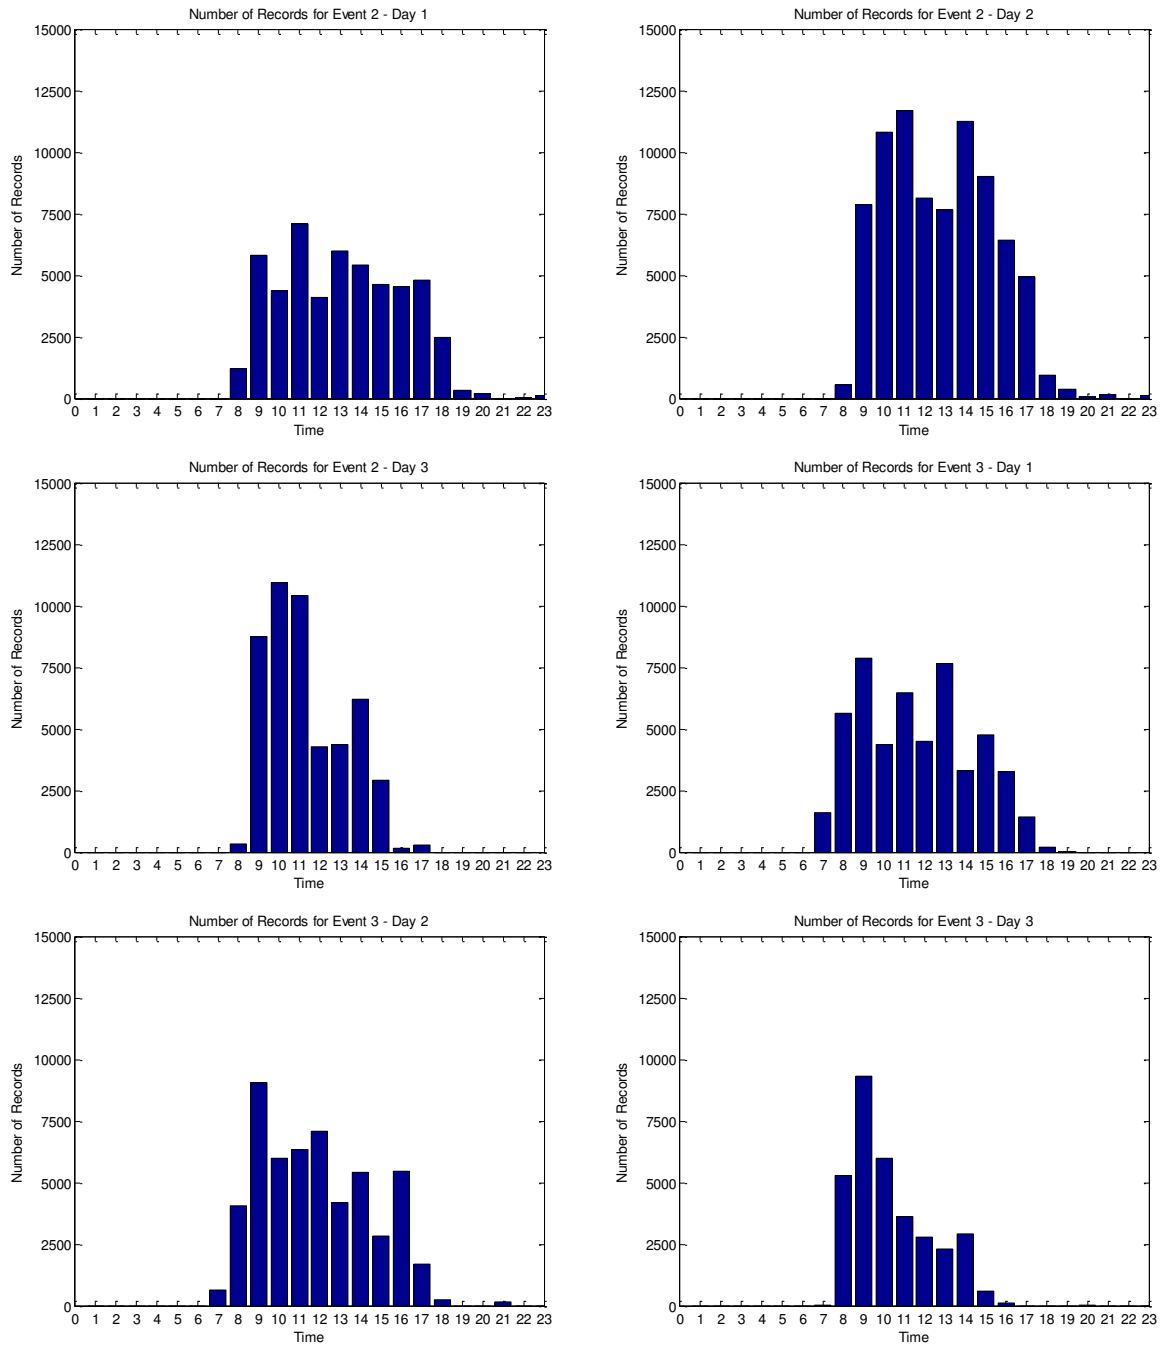 Number of Records for Event 2 - Day 1
15000
12500
10000
7500
5000
2500
0
Number of Records
0 1 2 3 4 5 6 7 8 9 10 11 12 13 14 15 16 17 18 19 20 21 22 23
Time
Number of Records for Event 2 - Day 2
15000
12500
10000
7500
5000
2500
0
Number of Records
0 1 2 3 4 5 6 7 8 9 10 11 12 13 14 15 16 17 18 19 20 21 22 23
Time
Number of Records for Event 2 - Day 3
15000
12500
10000
7500
5000
2500
0
Number of Records
0 1 2 3 4 5 6 7 8 9 10 11 12 13 14 15 16 17 18 19 20 21 22 23
Time
Number of Records for Event 3 - Day 1
15000
12500
10000
7500
5000
2500
0
Number of Records
0 1 2 3 4 5 6 7 8 9 10 11 12 13 14 15 16 17 18 19 20 21 22 23
Time
Number of Records for Event 3 - Day 2
15000
12500
10000
7500
5000
2500
0
Number of Records
0 1 2 3 4 5 6 7 8 9 10 11 12 13 14 15 16 17 18 19 20 21 22 23
Time
Number of Records for Event 3 - Day 3
15000
12500
10000
7500
5000
2500
0
Number of Records
0 1 2 3 4 5 6 7 8 9 10 11 12 13 14 15 16 17 18 19 20 21 22 23
Time